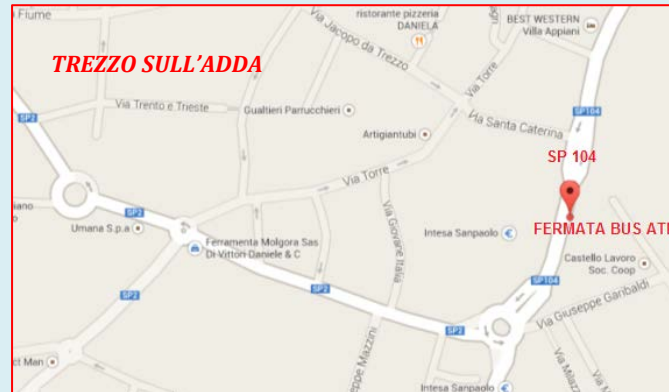 Fiume
ristorante pizzeria
DANIELA
BEST WESTERN
Villa Appiani
TREZZO SULL'ADDA
Via Jacopo da Trezzo
Via Torre
Via Trento e Trieste
Gualtieri Parrucchieri
SP2
SP104
Via Santa Caterina
Artigiantubi
SP 104
Via Torre
Via Giovane Italia
FERMATA BUS ATI
Intesa Sanpaolo
SP2
Umana S.p.a
Ferramenta Molgora Sas
Di Vittori Daniele & C
Castello Lavoro
Soc. Coop
SP2
SP2
SP104
Via Giuseppe Garibaldi
SP2
ppe Mazzini
Via Milazzo
ct Man
Intesa Sanpaolo